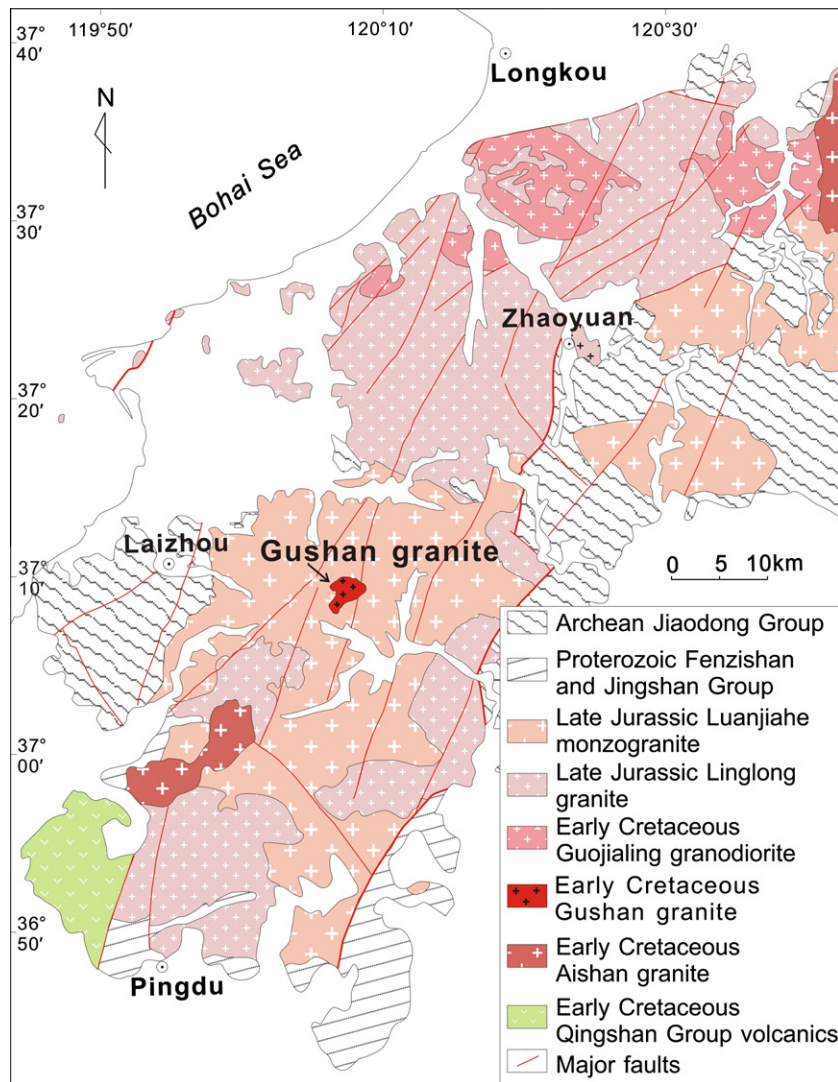 119°50′
120°10′
120°30′
37°
40′
Longkou
N
Bohai Sea
37°
30′
Zhaoyuan
37°
20′
Laizhou
Gushan granite
37°
10′
0 5 10km
37°
00′
36°
50′
Pingdu
Archean Jiaodong Group
Proterozoic Fenzishan
and Jingshan Group
Late Jurassic Luanjiahe
monzogranite
Late Jurassic Linglong
granite
Early Cretaceous
Guojialing granodiorite
Early Cretaceous
Gushan granite
Early Cretaceous
Aishan granite
Early Cretaceous
Qingshan Group volcanics
Major faults